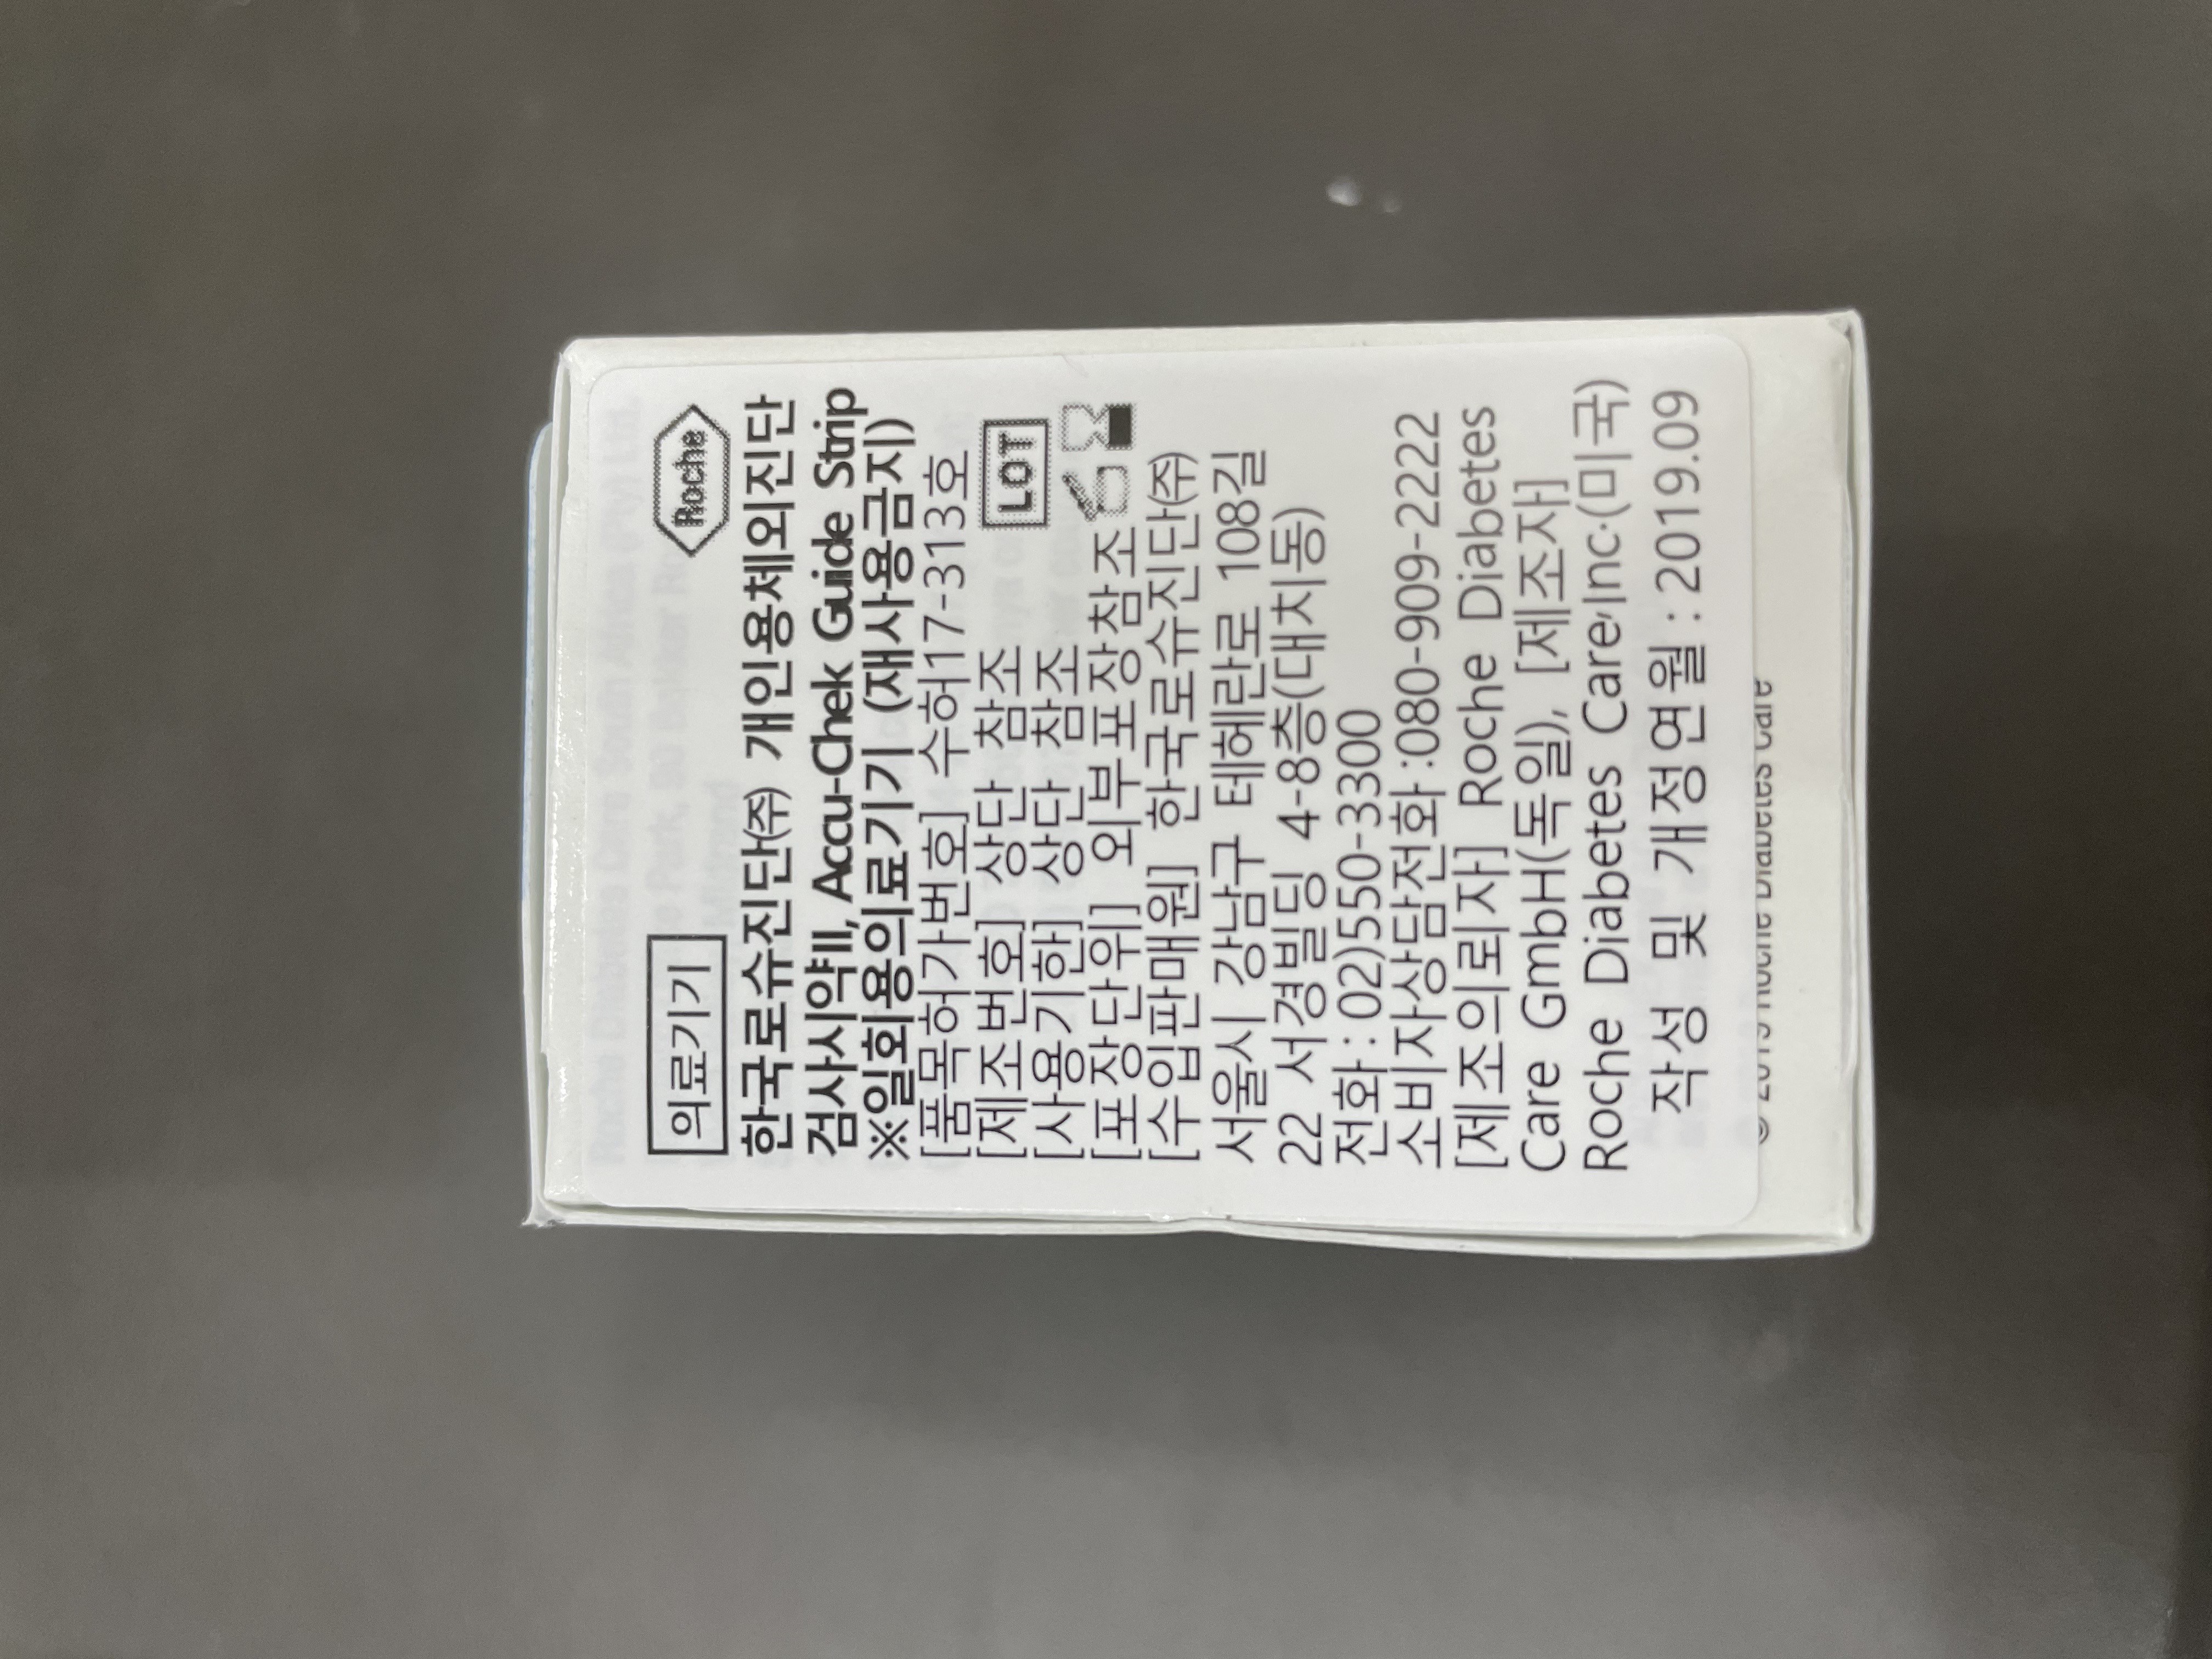 의료기기
Roche
한국로슈진단㈜ 개인용체외진단
검사시약II, Accu-Chek Guide Strip
※일회용의료기기 (재사용금지)
[품목허가번호] 수허17-313호
[제조번호] 상단 참조 LOT
[사용기한] 상단 참조
[포장단위] 외부포장참조
[수입판매원] 한국로슈진단㈜
서울시 강남구 테헤란로 108길
22 서경빌딩 4-8층(대치동)
전화 : 02)550-3300
소비자상담전화 :080-909-2222
[제조의뢰자] Roche Diabetes
Care GmbH(독일), [제조자]
Roche Diabetes Care,Inc.(미국)
작성 및 개정연월 : 2019.09
© 2019 Roche Diabetes Care